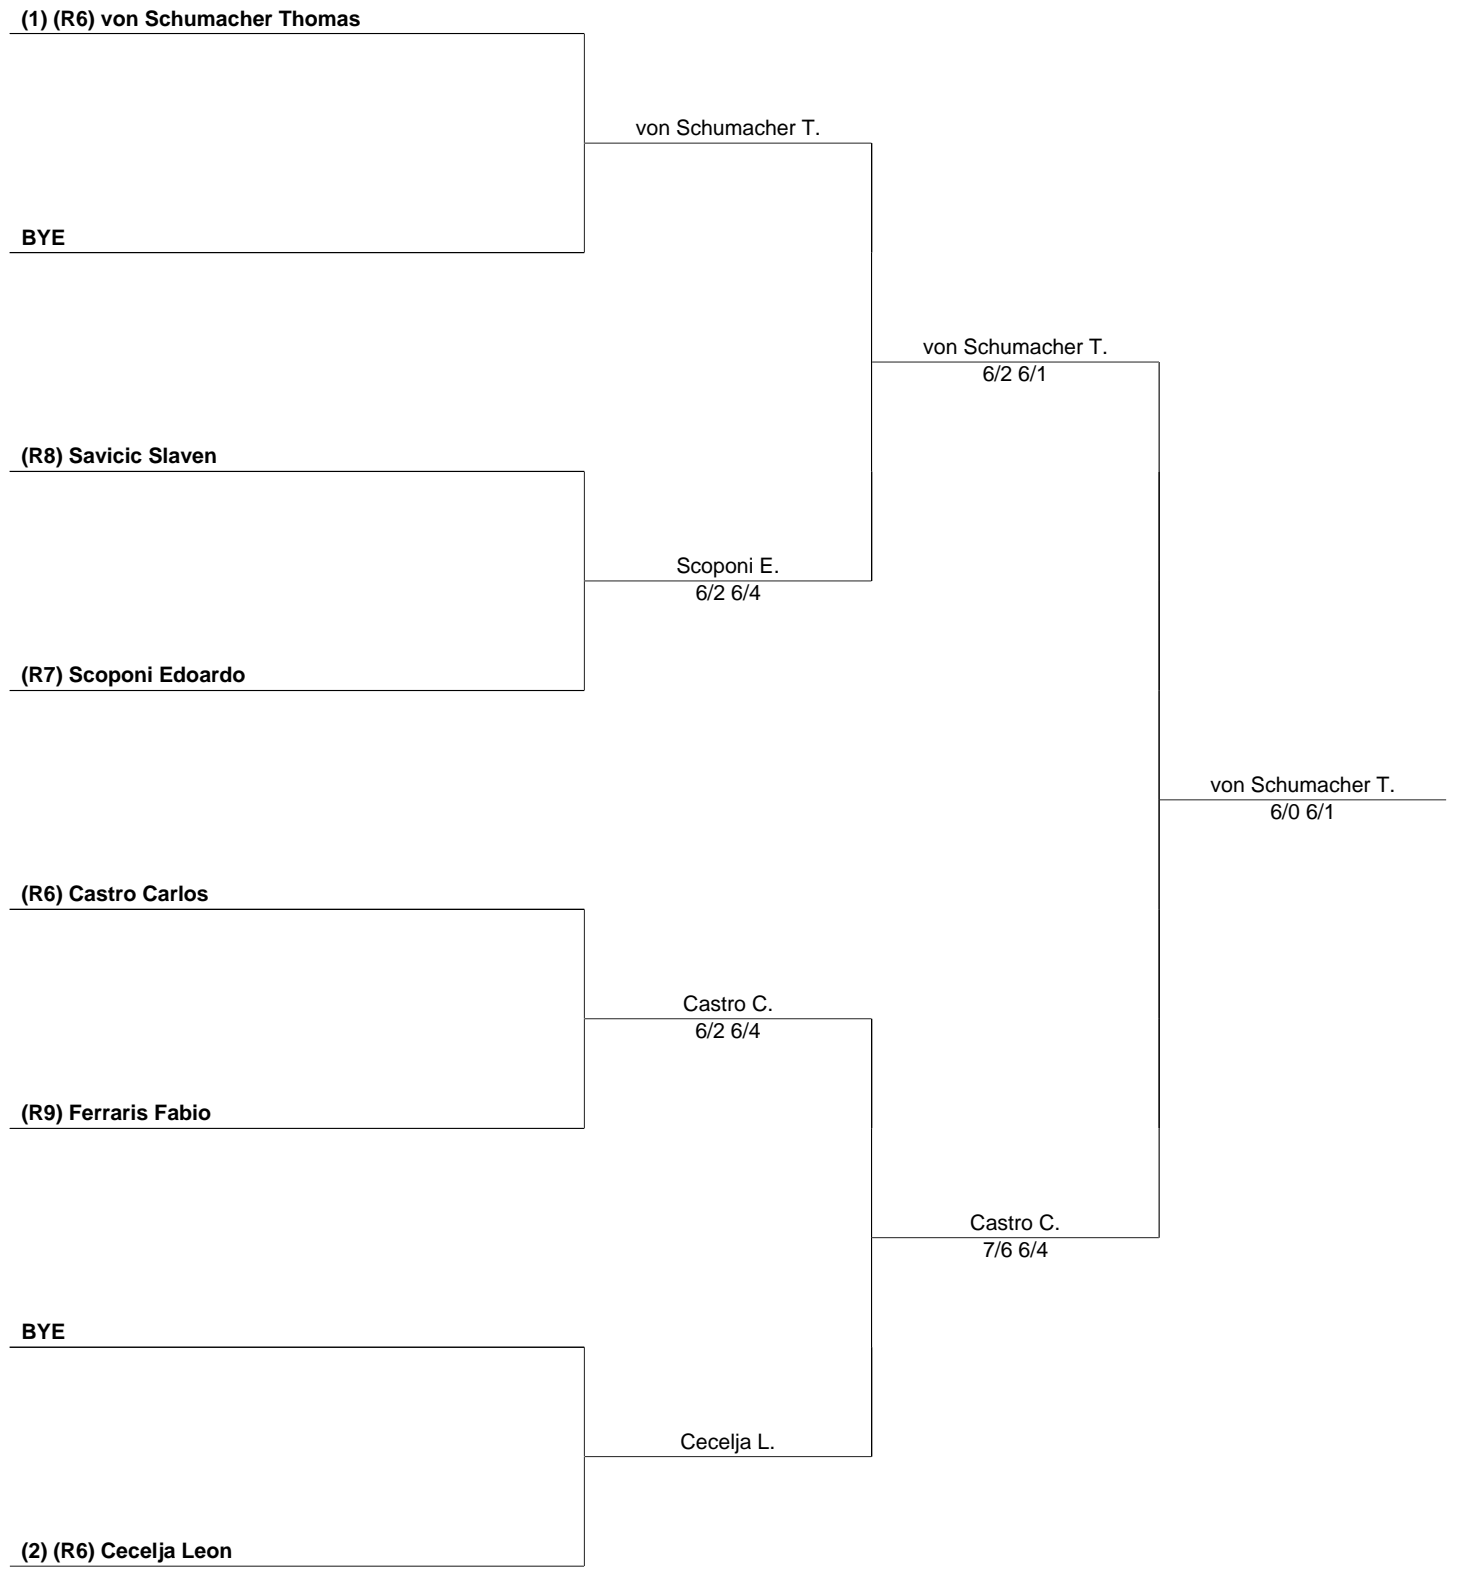 (1) (R6) von Schumacher Thomas
von Schumacher T.
BYE
von Schumacher T.
6/2 6/1
(R8) Savicic Slaven
Scoponi E.
6/2 6/4
(R7) Scoponi Edoardo
von Schumacher T.
6/0 6/1
(R6) Castro Carlos
Castro C.
6/2 6/4
(R9) Ferraris Fabio
Castro C.
7/6 6/4
BYE
Cecelja L.
(2) (R6) Cecelja Leon